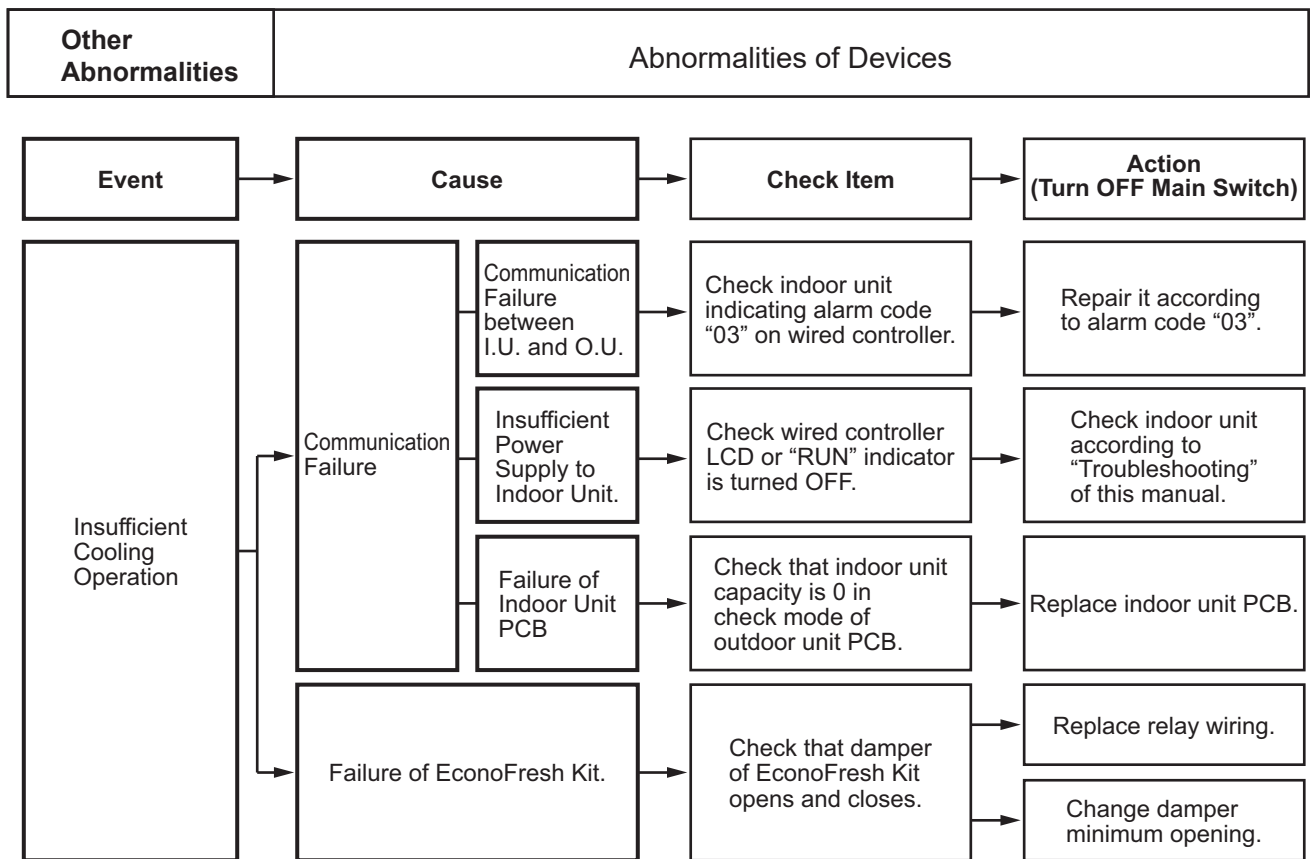 Other
Abnormalities
Abnormalities of Devices
Event
Cause
Check Item
Action
(Turn OFF Main Switch)
Insufficient
Cooling
Operation
Communication
Failure
Communication
Failure
between
I.U. and O.U.
Check indoor unit
indicating alarm code
“03” on wired controller.
Repair it according
to alarm code “03”.
Insufficient
Power
Supply to
Indoor Unit.
Check wired controller
LCD or “RUN” indicator
is turned OFF.
Check indoor unit
according to
“Troubleshooting”
of this manual.
Failure of
Indoor Unit
PCB
Check that indoor unit
capacity is 0 in
check mode of
outdoor unit PCB.
Replace indoor unit PCB.
Failure of EconoFresh Kit.
Check that damper
of EconoFresh Kit
opens and closes.
Replace relay wiring.
Change damper
minimum opening.